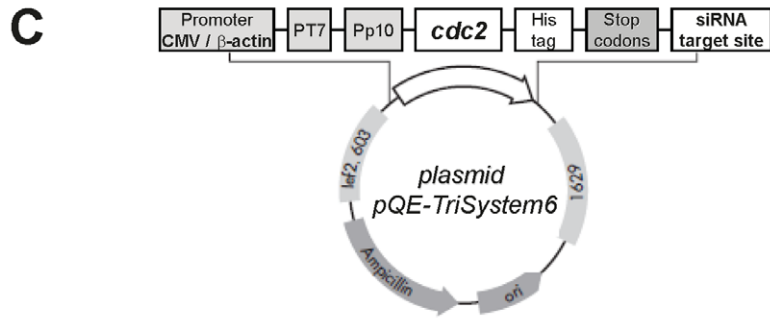 C
Promoter
CMV / β-actin
PT7
Pp10
cdc2
His
tag
Stop
codons
siRNA
target site
lef2, 603
1629
plasmid
pQE-TriSystem6
Ampicillin
ori